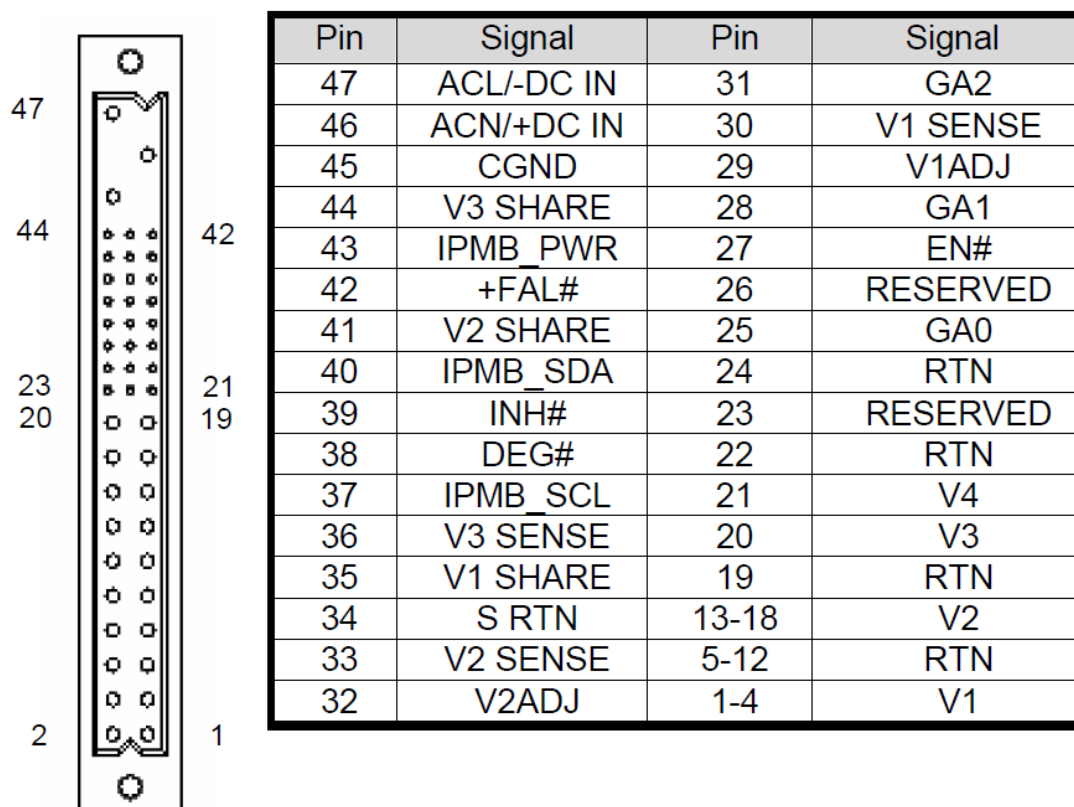 Pin Signal Pin Signal
47 ACL/-DC IN 31 GA2
47 46 ACN/+DC IN 30 V1 SENSE
45 CGND 29 V1ADJ
44 42 44 V3 SHARE 28 GA1
43 IPMB_PWR 27 EN#
42 +FAL# 26 RESERVED
41 V2 SHARE 25 GA0
23 21 40 IPMB_SDA 24 RTN
20 19 39 INH# 23 RESERVED
38 DEG# 22 RTN
37 IPMB_SCL 21 V4
36 V3 SENSE 20 V3
35 V1 SHARE 19 RTN
34 S RTN 13-18 V2
33 V2 SENSE 5-12 RTN
32 V2ADJ 1-4 V1
2 1